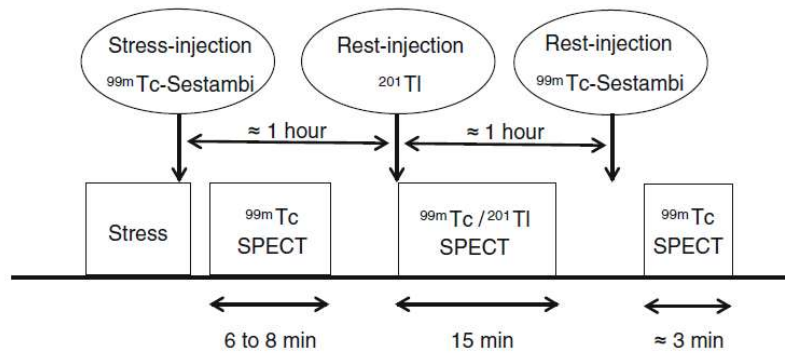 Stress-injection
⁹⁹ᵐTc-Sestambi
Rest-injection
²⁰¹Tl
Rest-injection
⁹⁹ᵐTc-Sestambi
≈ 1 hour
≈ 1 hour
Stress
⁹⁹ᵐTc
SPECT
⁹⁹ᵐTc / ²⁰¹Tl
SPECT
⁹⁹ᵐTc
SPECT
6 to 8 min
15 min
≈ 3 min